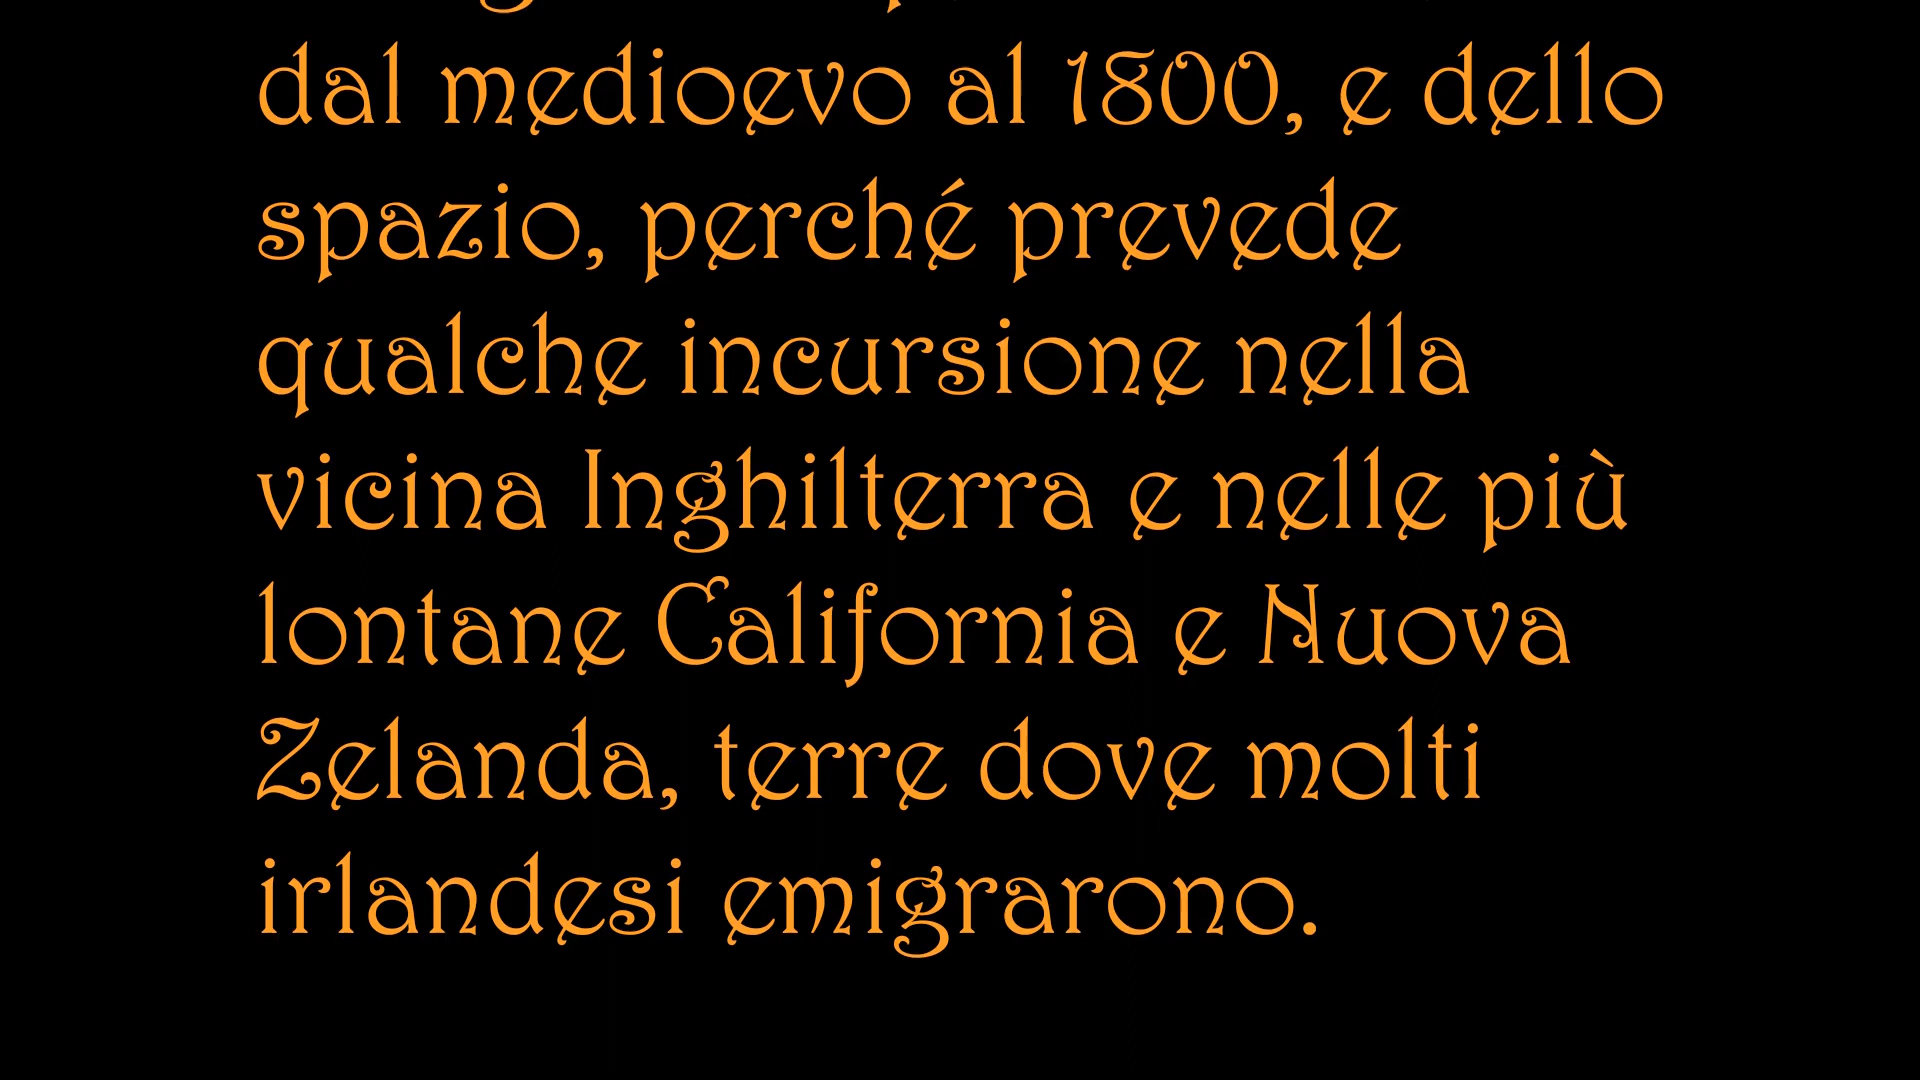 dal medioevo al 1800, e dello
spazio, perché prevede
qualche incursione nella
vicina Inghilterra e nelle più
lontane California e Nuova
Zelanda, terre dove molti
irlandesi emigrarono.